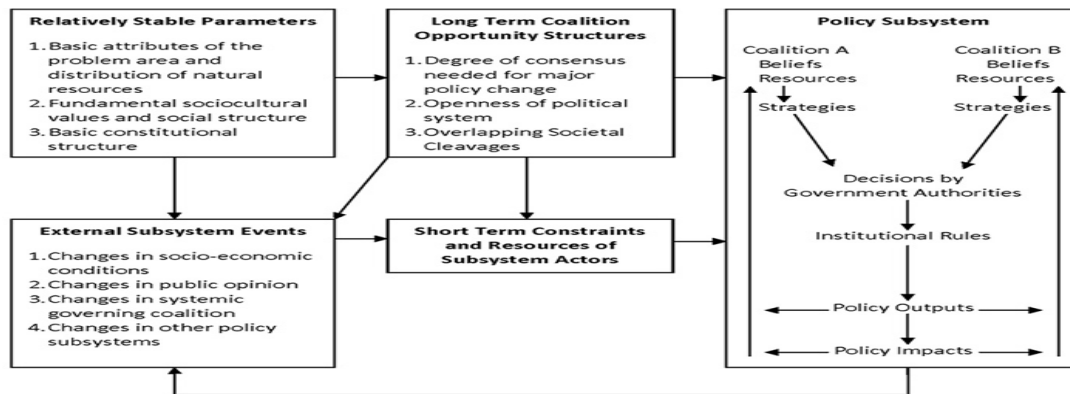 Relatively Stable Parameters
1. Basic attributes of the
problem area and
distribution of natural
resources
2. Fundamental sociocultural
values and social structure
3. Basic constitutional
structure
Long Term Coalition
Opportunity Structures
1. Degree of consensus
needed for major
policy change
2. Openness of political
system
3. Overlapping Societal
Cleavages
Policy Subsystem
Coalition A
Beliefs
Resources
Strategies
Coalition B
Beliefs
Resources
Strategies
Decisions by
Government Authorities
Institutional Rules
Policy Outputs
Policy Impacts
External Subsystem Events
1. Changes in socio-economic
conditions
2. Changes in public opinion
3. Changes in systemic
governing coalition
4. Changes in other policy
subsystems
Short Term Constraints
and Resources of
Subsystem Actors